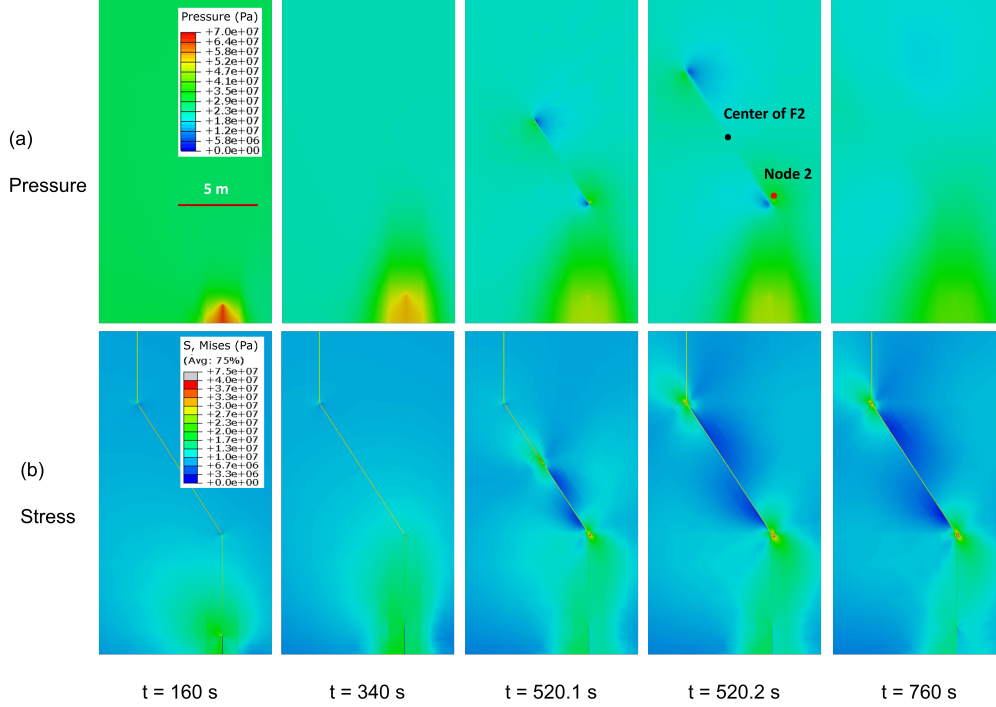 (a)
Pressure
Pressure (Pa)
+7.0e+07
+6.4e+07
+5.8e+07
+5.2e+07
+4.7e+07
+4.1e+07
+3.5e+07
+2.9e+07
+2.3e+07
+1.8e+07
+1.2e+07
+5.8e+06
+0.0e+00
5 m
Center of F2
Node 2
(b)
Stress
S, Mises (Pa)
(Avg: 75%)
+7.5e+07
+4.0e+07
+3.7e+07
+3.3e+07
+3.0e+07
+2.7e+07
+2.3e+07
+2.0e+07
+1.7e+07
+1.3e+07
+1.0e+07
+6.7e+06
+3.3e+06
+0.0e+00
t = 160 s
t = 340 s
t = 520.1 s
t = 520.2 s
t = 760 s